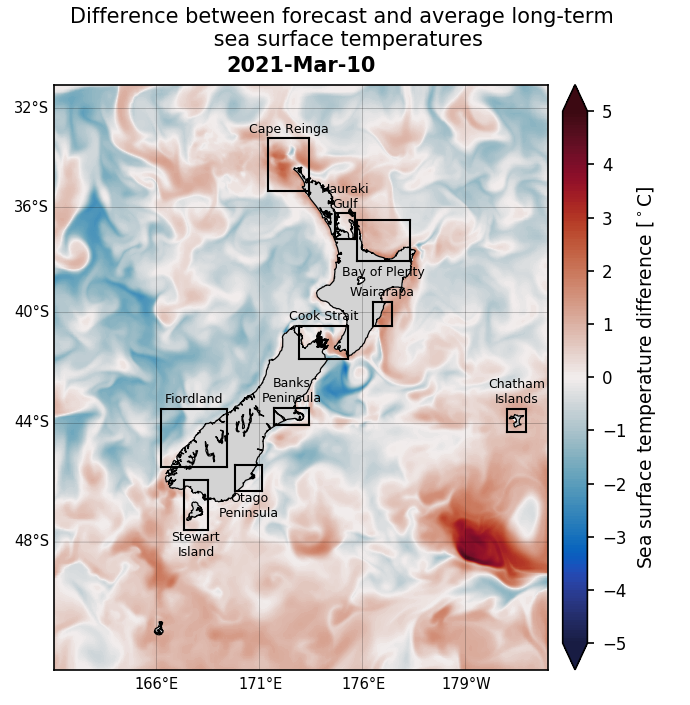 Difference between forecast and average long-term
sea surface temperatures
2021-Mar-10
32°S
36°S
40°S
44°S
48°S
166°E
171°E
176°E
179°W
Cape Reinga
Hauraki
Gulf
Bay of Plenty
Wairarapa
Cook Strait
Banks
Peninsula
Fiordland
Chatham
Islands
Otago
Peninsula
Stewart
Island
5
4
3
2
1
0
−1
−2
−3
−4
−5
Sea surface temperature difference [°C]